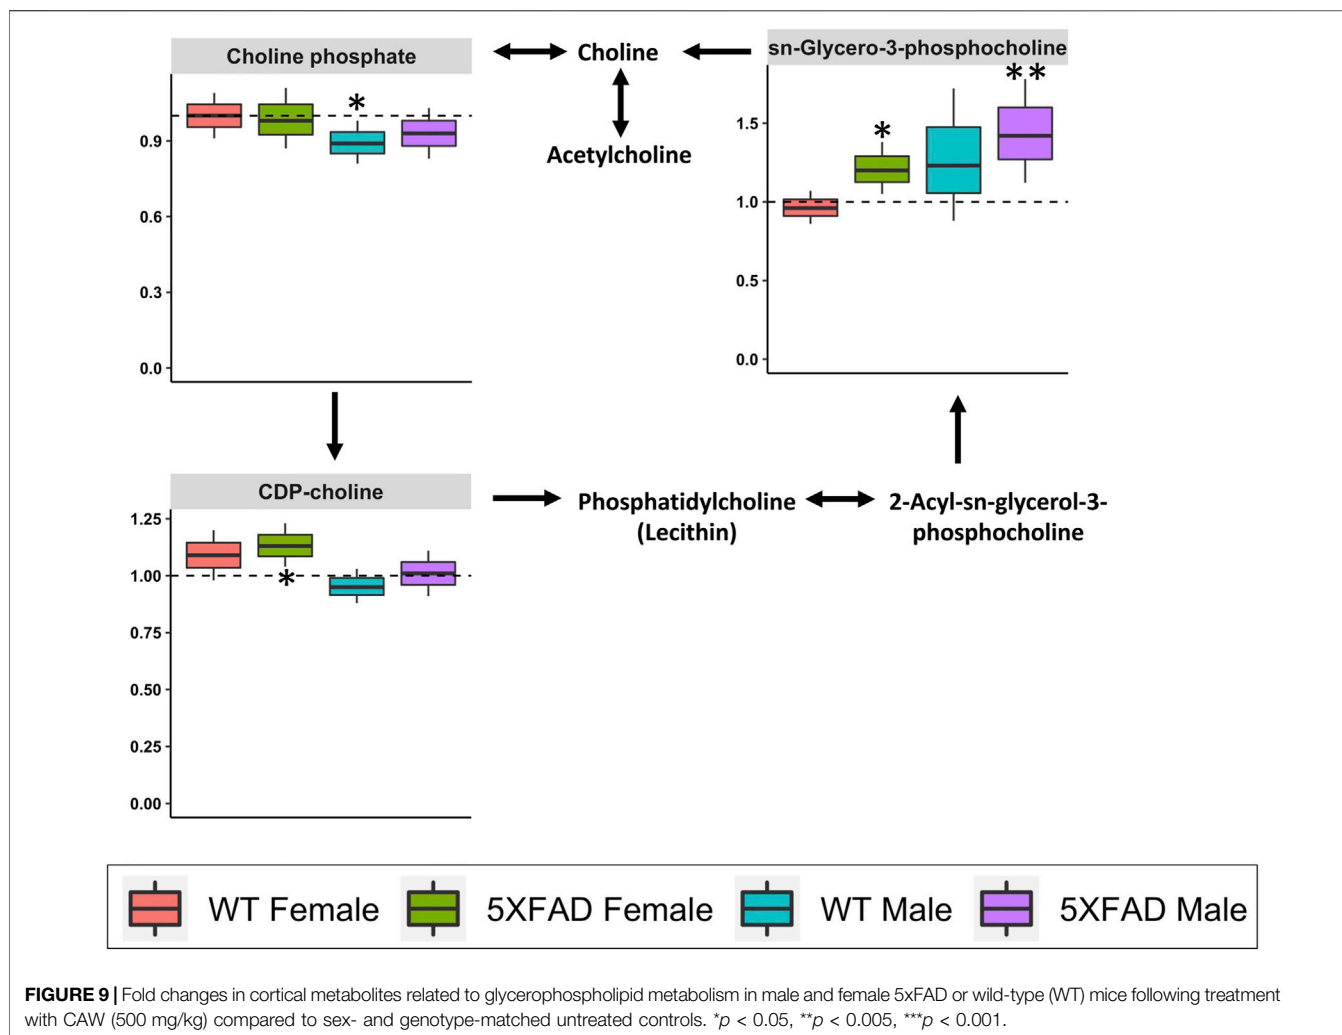 Choline phosphate
Choline
sn-Glycero-3-phosphocholine
*
**
*
Acetylcholine
0.9
0.6
0.3
0.0
1.5
1.0
0.5
0.0
CDP-choline
1.25
1.00
0.75
0.50
0.25
0.00
*
Phosphatidylcholine
(Lecithin)
2-Acyl-sn-glycerol-3-
phosphocholine
WT Female
5XFAD Female
WT Male
5XFAD Male
FIGURE 9 | Fold changes in cortical metabolites related to glycerophospholipid metabolism in male and female 5xFAD or wild-type (WT) mice following treatment
with CAW (500 mg/kg) compared to sex- and genotype-matched untreated controls. *p < 0.05, **p < 0.005, ***p < 0.001.